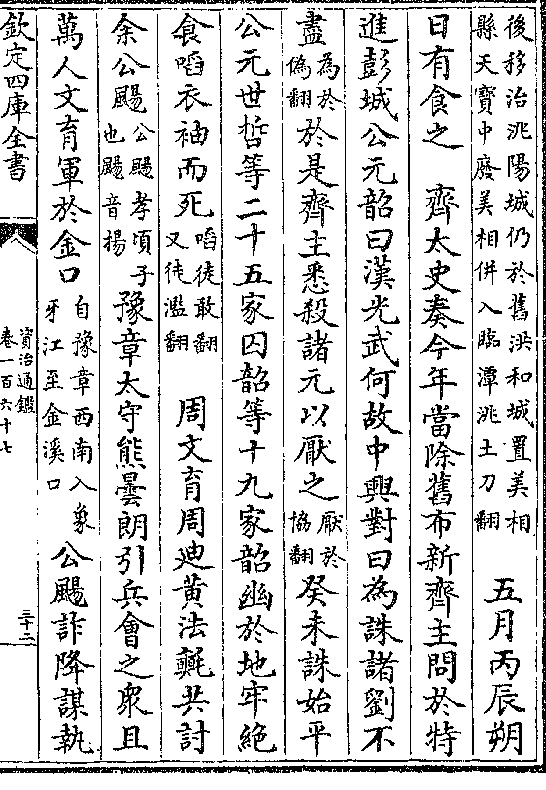 後移治洮陽城仍於舊洪和城置美相縣天寶中廢美相併入臨潭洮土刀翻 五月丙辰朔
日有食之 齊太史奏今年當除舊布新齊主問於特
進彭城公元韶曰漢光武何故中興對曰為誅諸劉不
盡為於偽翻於是齊主悉殺諸元以厭之厭於協翻癸未誅始平
公元世哲等二十五家囚韶等十九家韶幽於地牢絶
食啗衣袖而死啗徒敢翻又徒濫翻 周文育周廸黄法𣰋共討
余公颺公颺孝頃子也颺音揚豫章太守熊曇朗引兵會之衆且
萬人文育軍於金口自豫章西南入象牙江至金溪口公颺詐降謀執
欽定四庫全書
資治通鑑
卷一百六十七
三十二